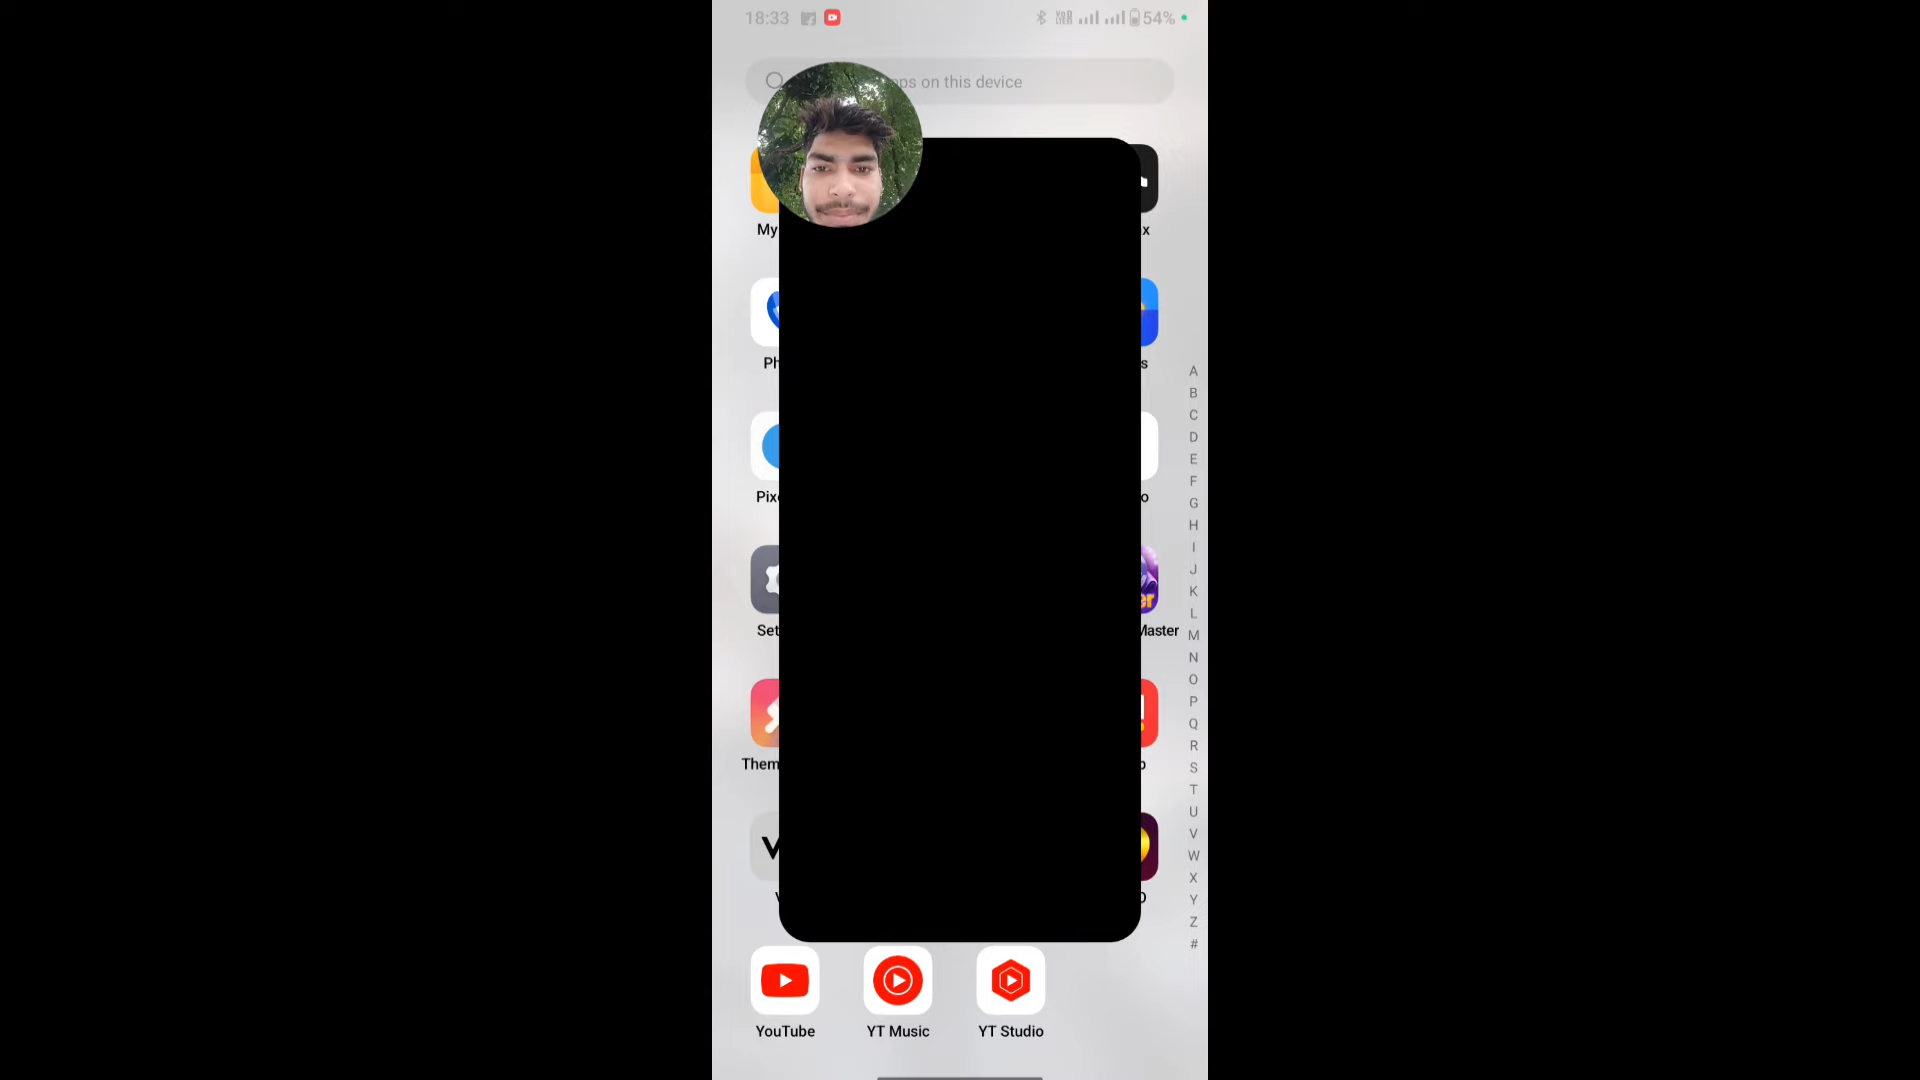 18:33 54%
ps on this device
My
x
Ph
s
Pix
o
Set
Master
Them
V
YouTube YT Music YT Studio
A
B
C
D
E
F
G
H
I
J
K
L
M
N
O
P
Q
R
S
T
U
V
W
X
Y
Z
#